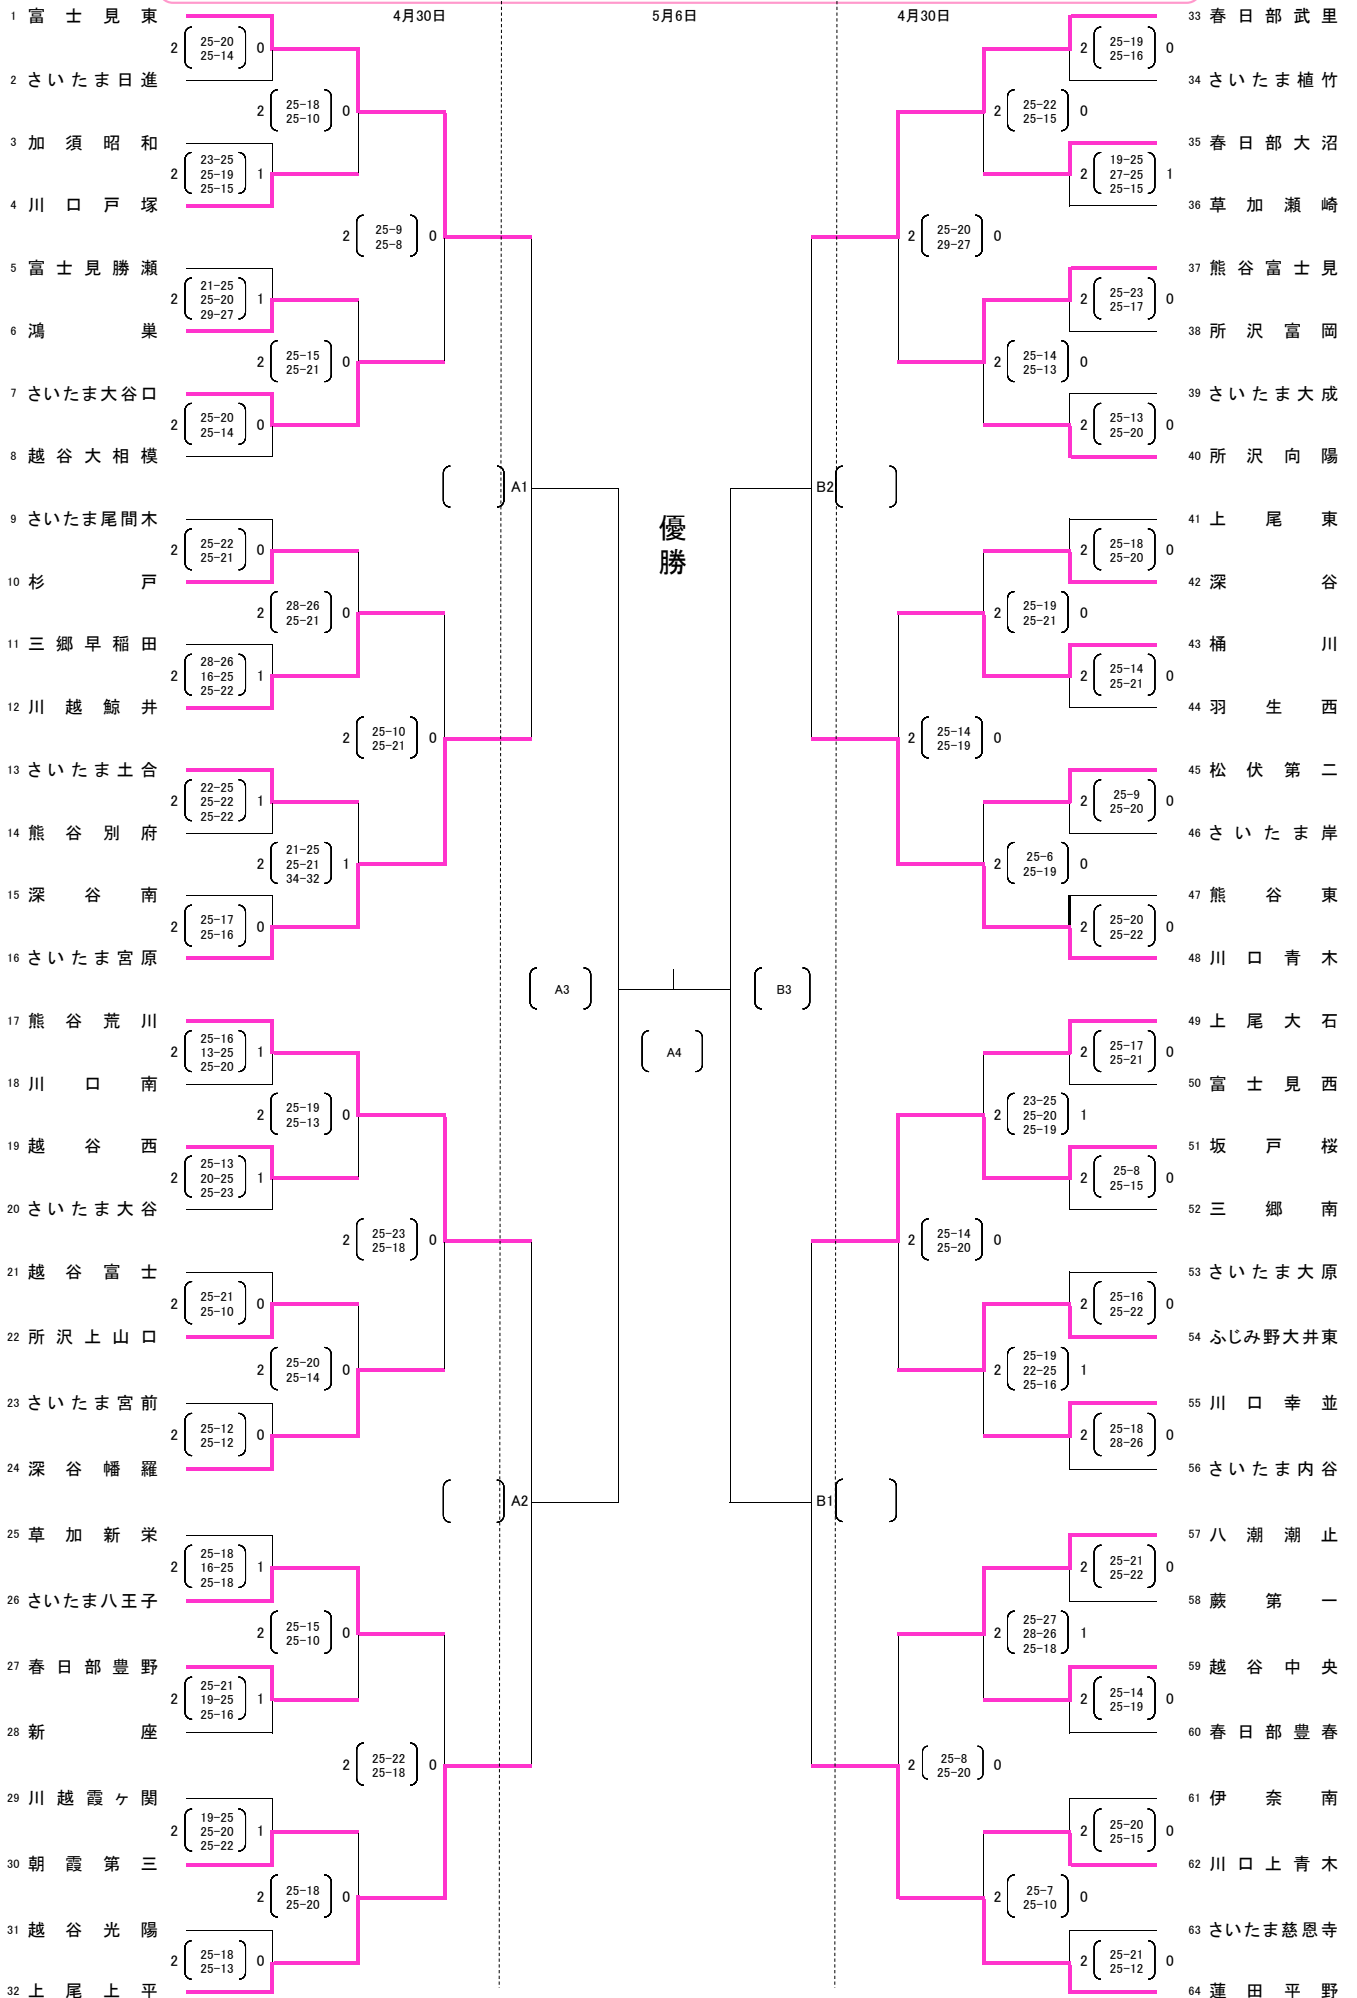 4月30日 5月6日 4月30日
1 富士見東
25-20
2 0
25-14
2 さいたま日進
25-18
2 0
25-10
3 加須昭和
23-25
2 25-19 1
25-15
4 川口戸塚
25-9
2 0
25-8
5 富士見勝瀬
21-25
2 25-20 1
29-27
6 鴻巣
25-15
2 0
25-21
7 さいたま大谷口
25-20
2 0
25-14
8 越谷大相模
A1
9 さいたま尾間木
25-22
2 0
25-21
10 杉戸
28-26
2 0
25-21
11 三郷早稲田
28-26
2 16-25 1
25-22
12 川越鯨井
25-10
2 0
25-21
13 さいたま土合
22-25
2 25-22 1
25-22
14 熊谷別府
21-25
2 25-21 1
34-32
15 深谷南
25-17
2 0
25-16
16 さいたま宮原
A3
17 熊谷荒川
25-16
2 13-25 1
25-20
18 川口南
25-19
2 0
25-13
19 越谷西
25-13
2 20-25 1
25-23
20 さいたま大谷
25-23
2 0
25-18
21 越谷富士
25-21
2 0
25-10
22 所沢上山口
25-20
2 0
25-14
23 さいたま宮前
25-12
2 0
25-12
24 深谷幡羅
A2
25 草加新栄
25-18
2 16-25 1
25-18
26 さいたま八王子
25-15
2 0
25-10
27 春日部豊野
25-21
2 19-25 1
25-16
28 新座
25-22
2 0
25-18
29 川越霞ヶ関
19-25
2 25-20 1
25-22
30 朝霞第三
25-18
2 0
25-20
31 越谷光陽
25-18
2 0
25-13
32 上尾上平
優
勝
A4
33 春日部武里
25-19
2 0
25-16
34 さいたま植竹
25-22
2 0
25-15
35 春日部大沼
19-25
2 27-25 1
25-15
36 草加瀬崎
25-20
2 0
29-27
37 熊谷富士見
25-23
2 0
25-17
38 所沢富岡
25-14
2 0
25-13
39 さいたま大成
25-13
2 0
25-20
40 所沢向陽
B2
41 上尾東
25-18
2 0
25-20
42 深谷
25-19
2 0
25-21
43 桶川
25-14
2 0
25-21
44 羽生西
25-14
2 0
25-19
45 松伏第二
25-9
2 0
25-20
46 さいたま岸
25-6
2 0
25-19
47 熊谷東
25-20
2 0
25-22
48 川口青木
B3
49 上尾大石
25-17
2 0
25-21
50 富士見西
23-25
2 25-20 1
25-19
51 坂戸桜
25-8
2 0
25-15
52 三郷南
25-14
2 0
25-20
53 さいたま大原
25-16
2 0
25-22
54 ふじみ野大井東
25-19
2 22-25 1
25-16
55 川口幸並
25-18
2 0
28-26
56 さいたま内谷
B1
57 八潮潮止
25-21
2 0
25-22
58 蕨第一
25-27
2 28-26 1
25-18
59 越谷中央
25-14
2 0
25-19
60 春日部豊春
25-8
2 0
25-20
61 伊奈南
25-20
2 0
25-15
62 川口上青木
25-7
2 0
25-10
63 さいたま慈恩寺
25-21
2 0
25-12
64 蓮田平野